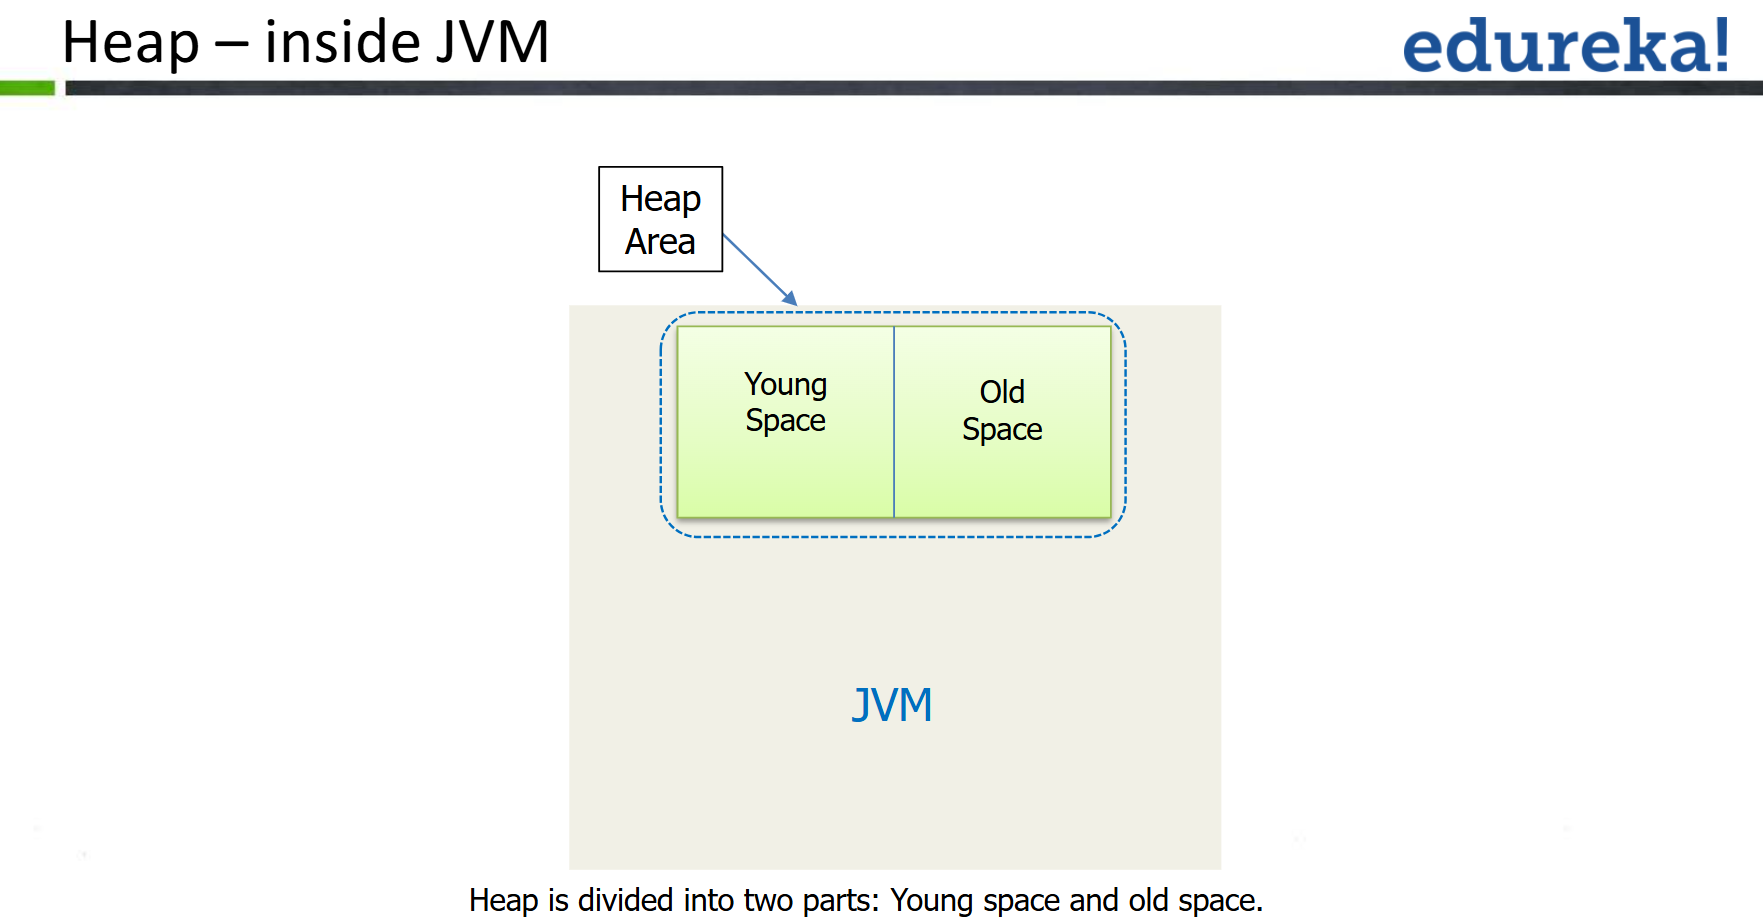 Heap – inside JVM
edureka!
Heap
Area
Young
Space
Old
Space
JVM
Heap is divided into two parts: Young space and old space.